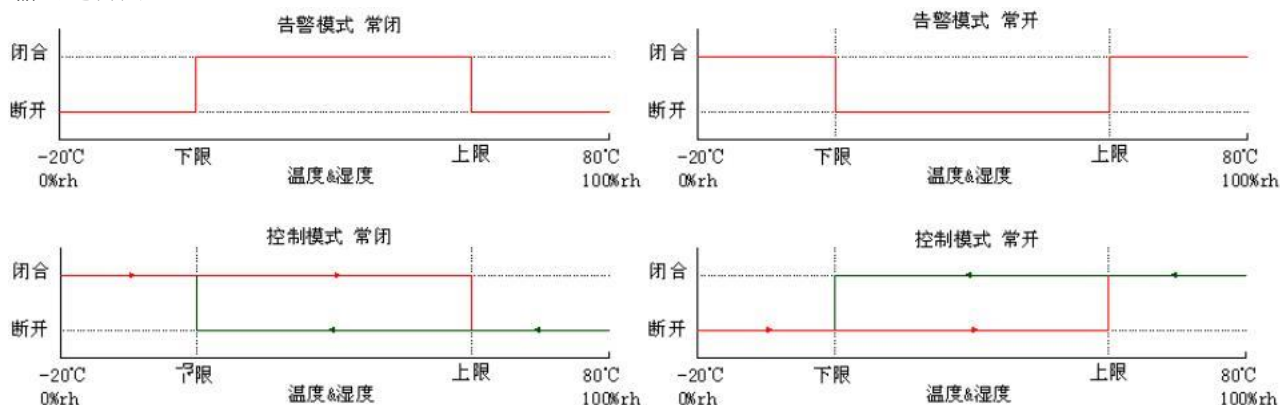 告警模式 常闭
闭合
断开
-20℃ 下限 上限 80℃
0%rh 温度&湿度 100%rh
告警模式 常开
闭合
断开
-20℃ 下限 上限 80℃
0%rh 温度&湿度 100%rh
控制模式 常闭
闭合
断开
-20℃ 下限 上限 80℃
0%rh 温度&湿度 100%rh
控制模式 常开
闭合
断开
-20℃ 下限 上限 80℃
0%rh 温度&湿度 100%rh